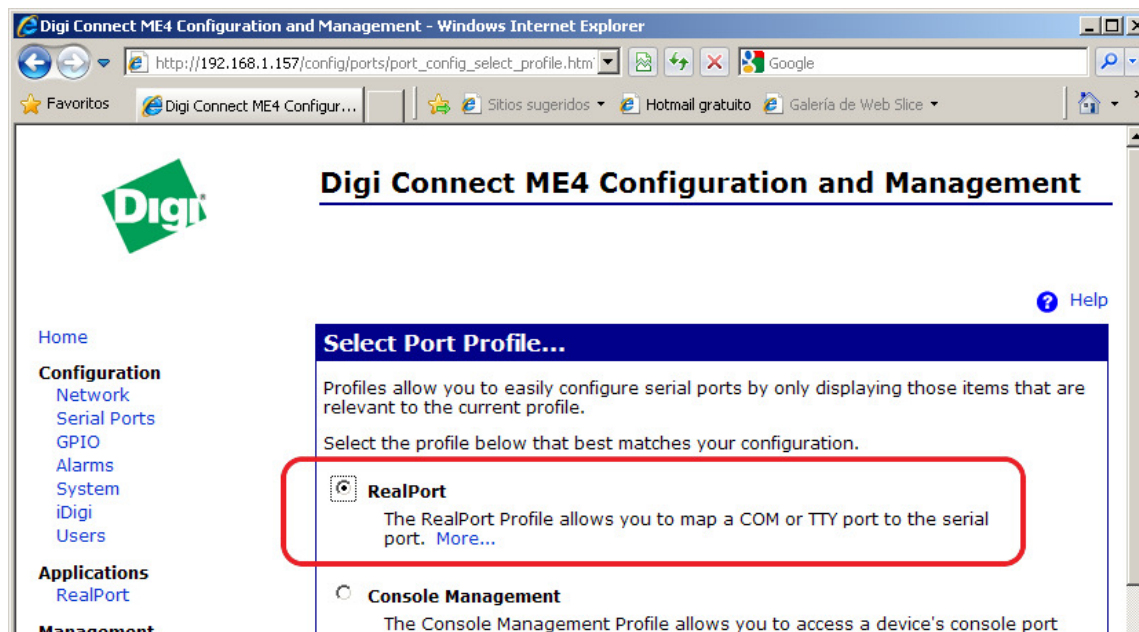 Digi Connect ME4 Configuration and Management - Windows Internet Explorer
http://192.168.1.157/config/ports/port_config_select_profile.htm
Google
Favoritos
Digi Connect ME4 Configur...
Sitios sugeridos
Hotmail gratuito
Galería de Web Slice
Digi
Digi Connect ME4 Configuration and Management
Help
Home
Configuration
Network
Serial Ports
GPIO
Alarms
System
iDigi
Users
Applications
RealPort
Management
Select Port Profile...
Profiles allow you to easily configure serial ports by only displaying those items that are
relevant to the current profile.
Select the profile below that best matches your configuration.
RealPort
The RealPort Profile allows you to map a COM or TTY port to the serial
port. More...
Console Management
The Console Management Profile allows you to access a device's console port